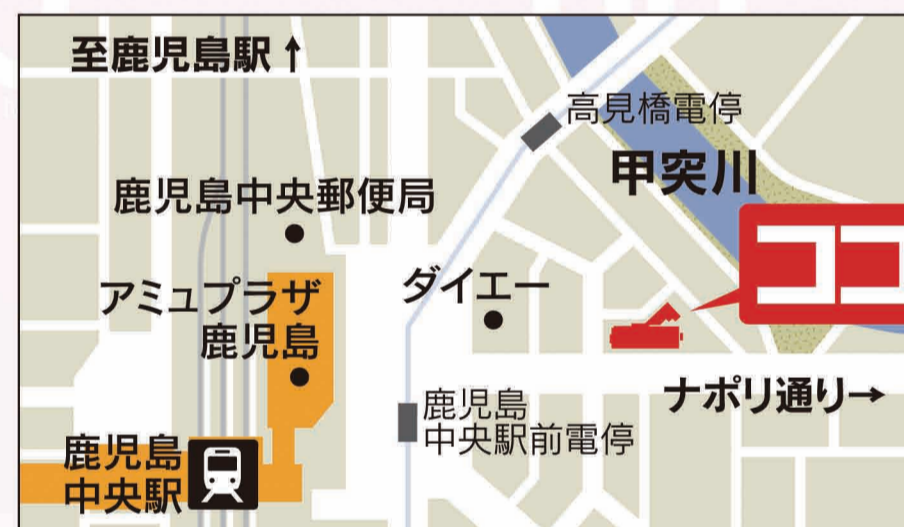 至鹿児島駅↑
高見橋電停
甲突川
鹿児島中央郵便局
ココ
アミュプラザ
鹿児島
ダイエー
ナポリ通り→
鹿児島
中央駅前電停
鹿児島
中央駅